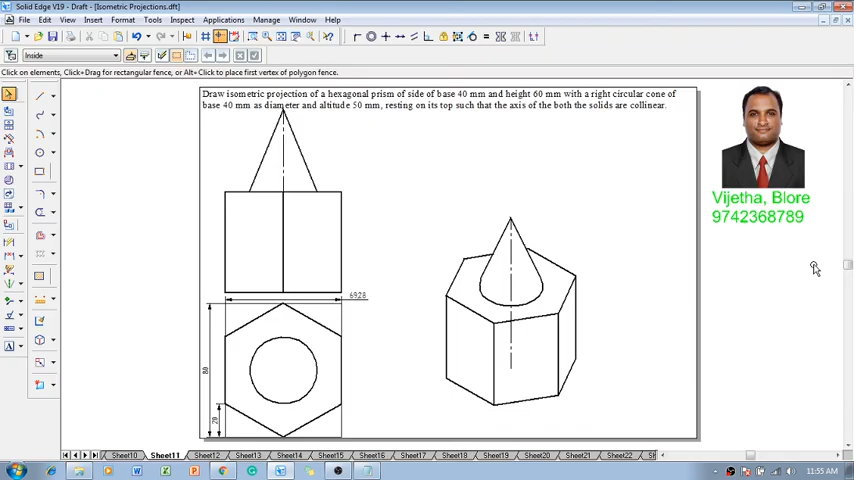 Solid Edge V19 - Draft - [Isometric Projections.dft]
File Edit View Insert Format Tools Inspect Applications Manage Window Help
Inside
Click on elements, Click+Drag for rectangular fence, or Alt+Click to place first vertex of polygon fence.
Draw isometric projection of a hexagonal prism of side of base 40 mm and height 60 mm with a right circular cone of
base 40 mm as diameter and altitude 50 mm, resting on its top such that the axis of the both the solids are collinear.
Vijetha, Blore
9742368789
69.28
80
20
Sheet10 Sheet11 Sheet12 Sheet13 Sheet14 Sheet15 Sheet16 Sheet17 Sheet18 Sheet19 Sheet20 Sheet21 Sheet22 Sh
11:55 AM